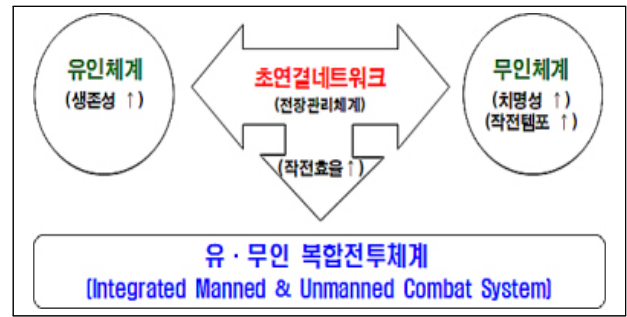 유인체계
(생존성 ↑)
초연결네트워크
(전장관리체계)
(작전효율↑)
무인체계
(치명성 ↑)
(작전템포 ↑)
유·무인 복합전투체계
(Integrated Manned & Unmanned Combat System)